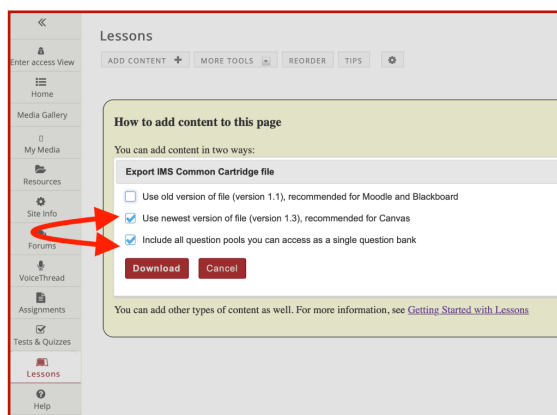 «
Enter access View
Home
Media Gallery
My Media
Resources
Site Info
Forums
VoiceThread
Assignments
Tests & Quizzes
Lessons
Help
Lessons
ADD CONTENT MORE TOOLS REORDER TIPS
How to add content to this page
You can add content in two ways:
Export IMS Common Cartridge file
Use old version of file (version 1.1), recommended for Moodle and Blackboard
Use newest version of file (version 1.3), recommended for Canvas
Include all question pools you can access as a single question bank
Download Cancel
You can add other types of content as well. For more information, see Getting Started with Lessons